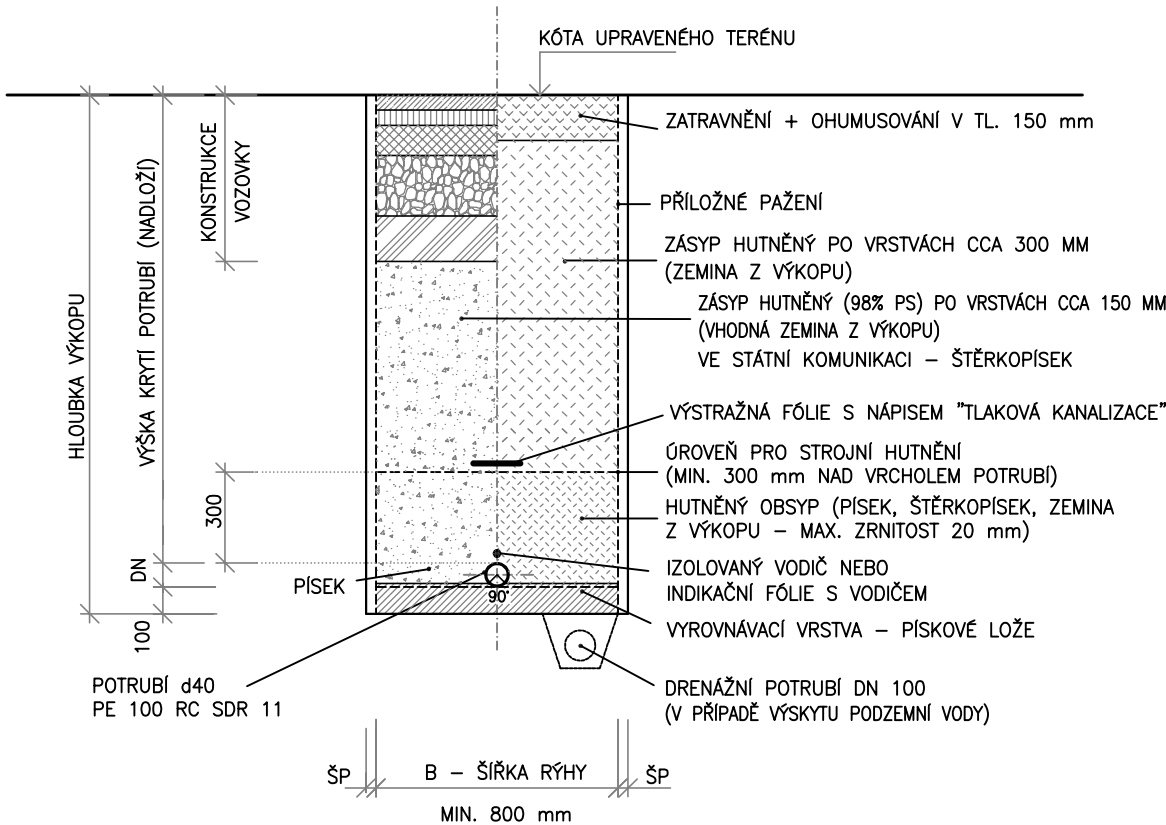 KÓTA UPRAVENÉHO TERÉNU
ZATRAVNĚNÍ + OHUMUSOVÁNÍ V TL. 150 mm
KONSTRUKCE
VOZOVKY
PŘÍLOŽNÉ PAŽENÍ
ZÁSYP HUTNĚNÝ PO VRSTVÁCH CCA 300 MM
(ZEMINA Z VÝKOPU)
ZÁSYP HUTNĚNÝ (98% PS) PO VRSTVÁCH CCA 150 MM
(VHODNÁ ZEMINA Z VÝKOPU)
VE STÁTNÍ KOMUNIKACI – ŠTĚRKOPÍSEK
HLOUBKA VÝKOPU
VÝŠKA KRYTÍ POTRUBÍ (NADLOŽÍ)
VÝSTRAŽNÁ FÓLIE S NÁPISEM "TLAKOVÁ KANALIZACE"
ÚROVEŇ PRO STROJNÍ HUTNĚNÍ
(MIN. 300 mm NAD VRCHOLEM POTRUBÍ)
300
HUTNĚNÝ OBSYP (PÍSEK, ŠTĚRKOPÍSEK, ZEMINA
Z VÝKOPU – MAX. ZRNITOST 20 mm)
DN
PÍSEK
90°
IZOLOVANÝ VODIČ NEBO
INDIKAČNÍ FÓLIE S VODIČEM
100
VYROVNÁVACÍ VRSTVA – PÍSKOVÉ LOŽE
POTRUBÍ d40
PE 100 RC SDR 11
DRENÁŽNÍ POTRUBÍ DN 100
(V PŘÍPADĚ VÝSKYTU PODZEMNÍ VODY)
ŠP
B – ŠÍŘKA RÝHY
ŠP
MIN. 800 mm